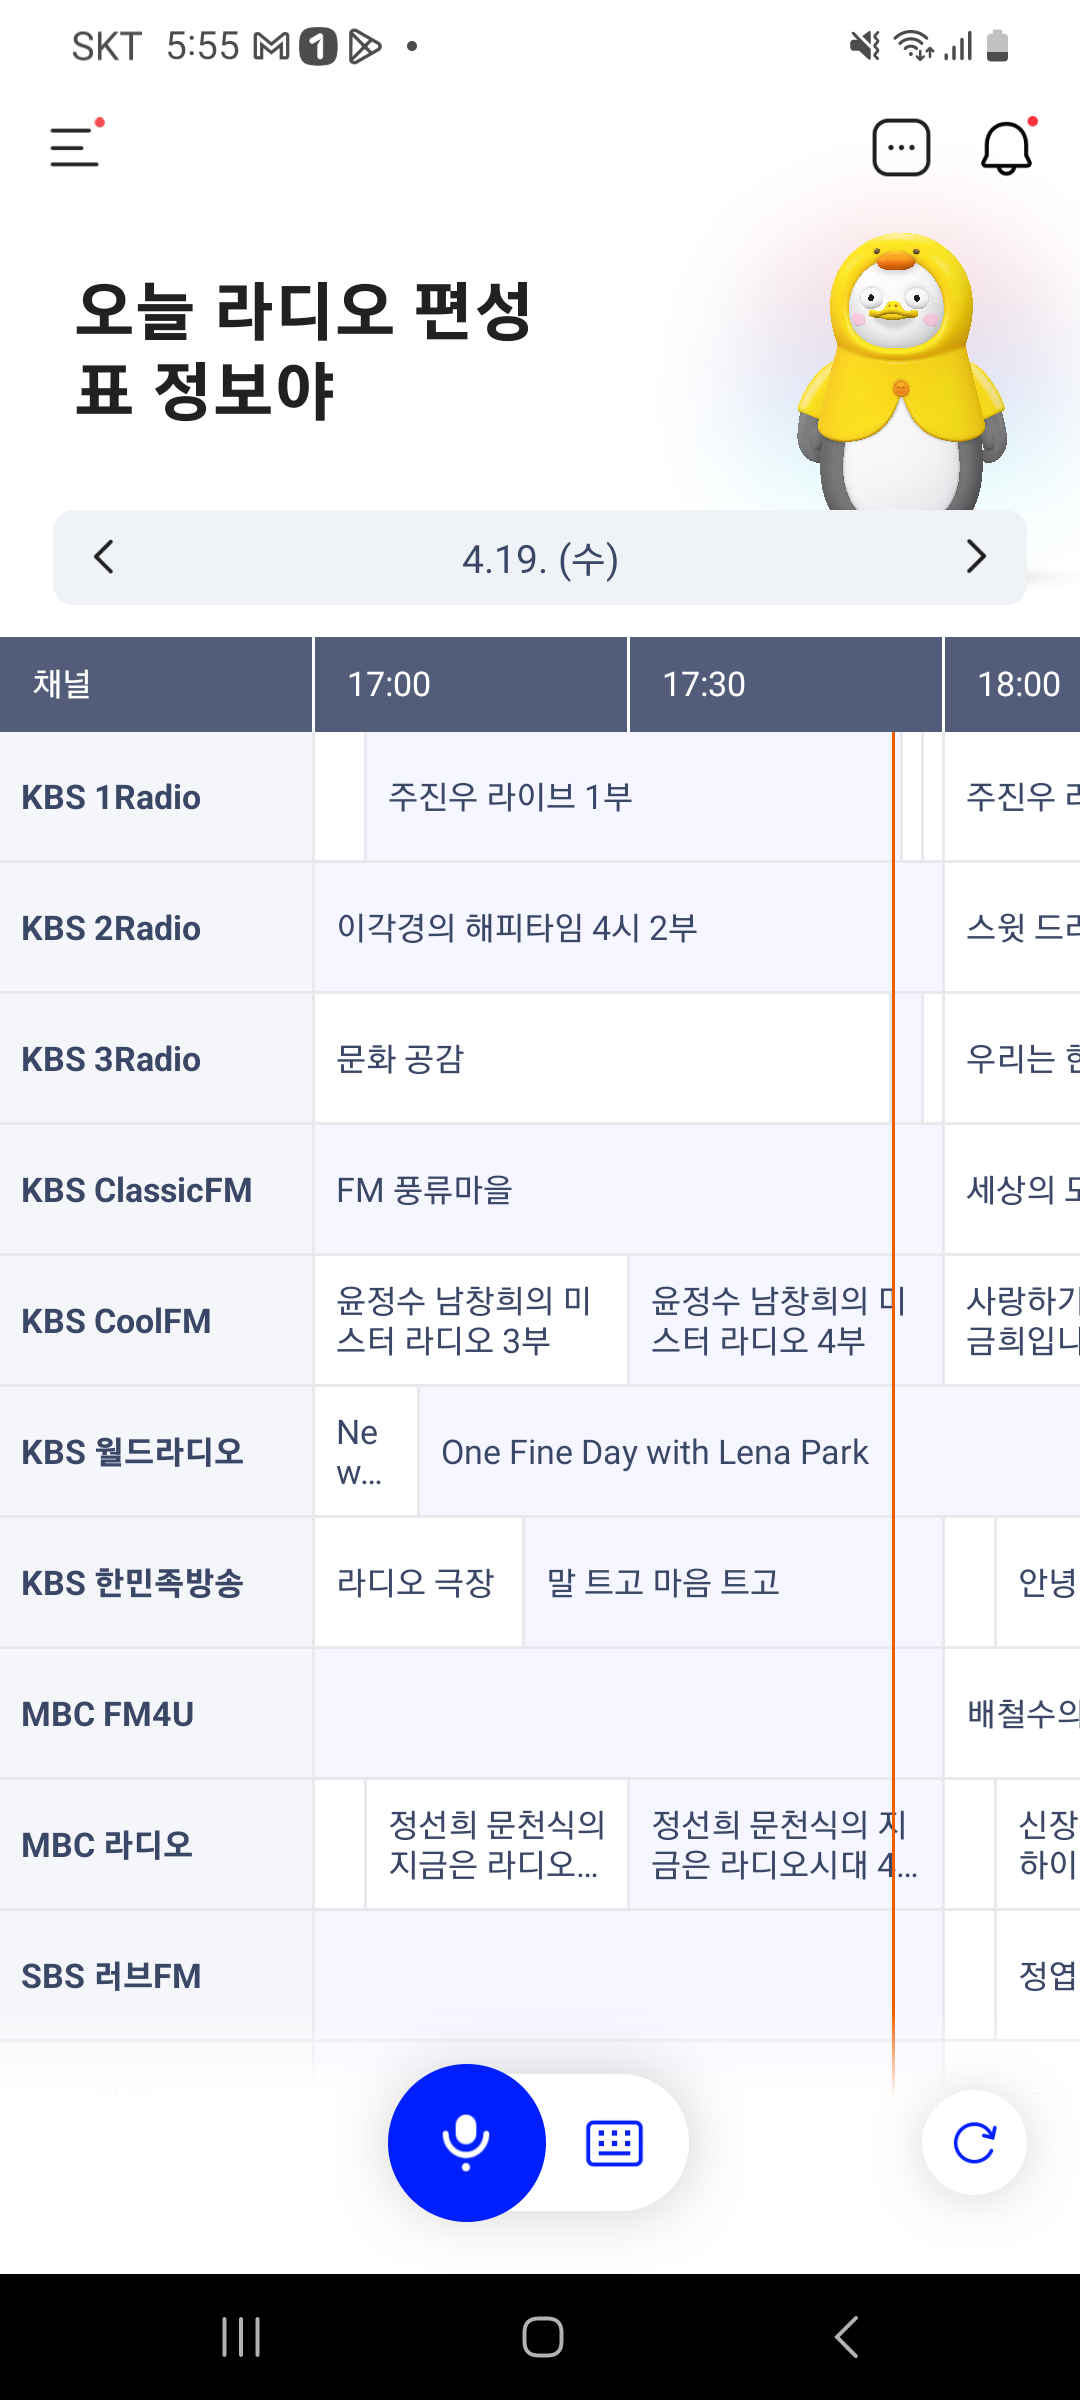 SKT 5:55
오늘 라디오 편성
표 정보야
4.19. (수)
채널 17:00 17:30 18:00
KBS 1Radio 주진우 라이브 1부 주진우
KBS 2Radio 이각경의 해피타임 4시 2부 스윗
KBS 3Radio 문화 공감 우리는
KBS ClassicFM FM 풍류마을 세상의
KBS CoolFM
윤정수 남창희의 미
스터 라디오 3부
윤정수 남창희의 미
스터 라디오 4부
사랑하기
금희입니
KBS 월드라디오
Ne
w...
One Fine Day with Lena Park
KBS 한민족방송 라디오 극장 말 트고 마음 트고 안녕
MBC FM4U 배철수의
MBC 라디오
정선희 문천식의
지금은 라디오...
정선희 문천식의 지
금은 라디오시대 4...
신장
하이
SBS 러브FM 정엽